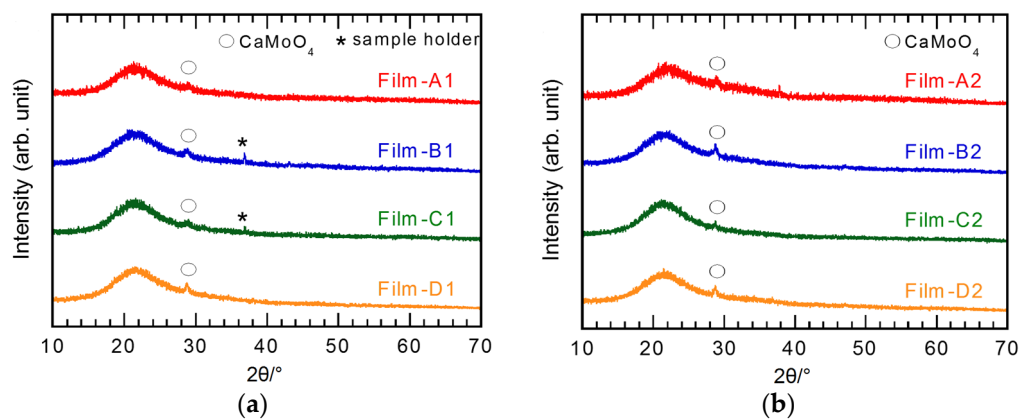 ○ CaMoO₄ * sample holder
Film-A1
Film-B1
*
Film-C1
*
Film-D1
Intensity (arb. unit)
10 20 30 40 50 60 70
2θ/°
(a)
○ CaMoO₄
Film-A2
Film-B2
Film-C2
Film-D2
Intensity (arb. unit)
10 20 30 40 50 60 70
2θ/°
(b)